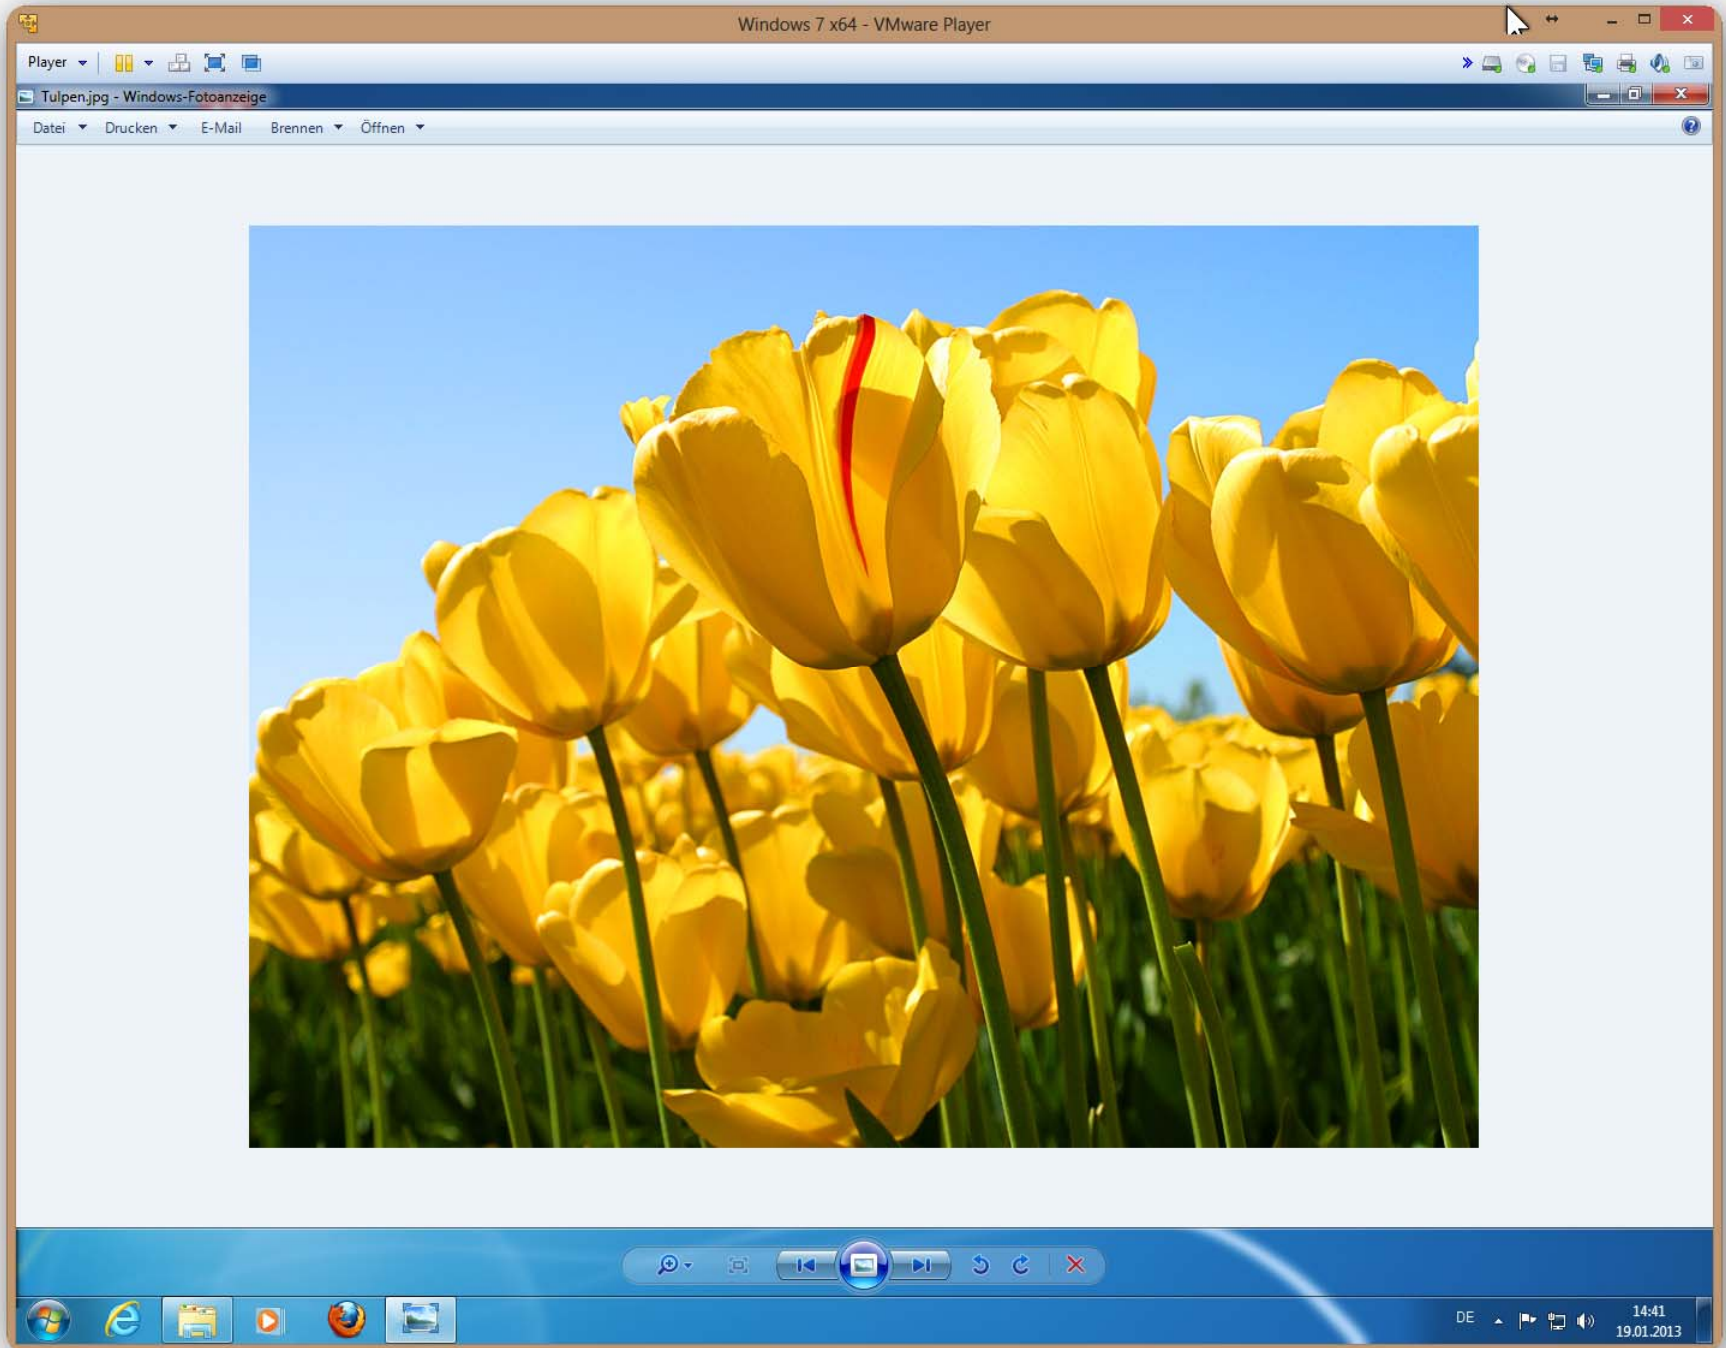 Windows 7 x64 - VMware Player
Player
Tulpen.jpg - Windows-Fotoanzeige
Datei Drucken E-Mail Brennen Öffnen
DE
14:41
19.01.2013